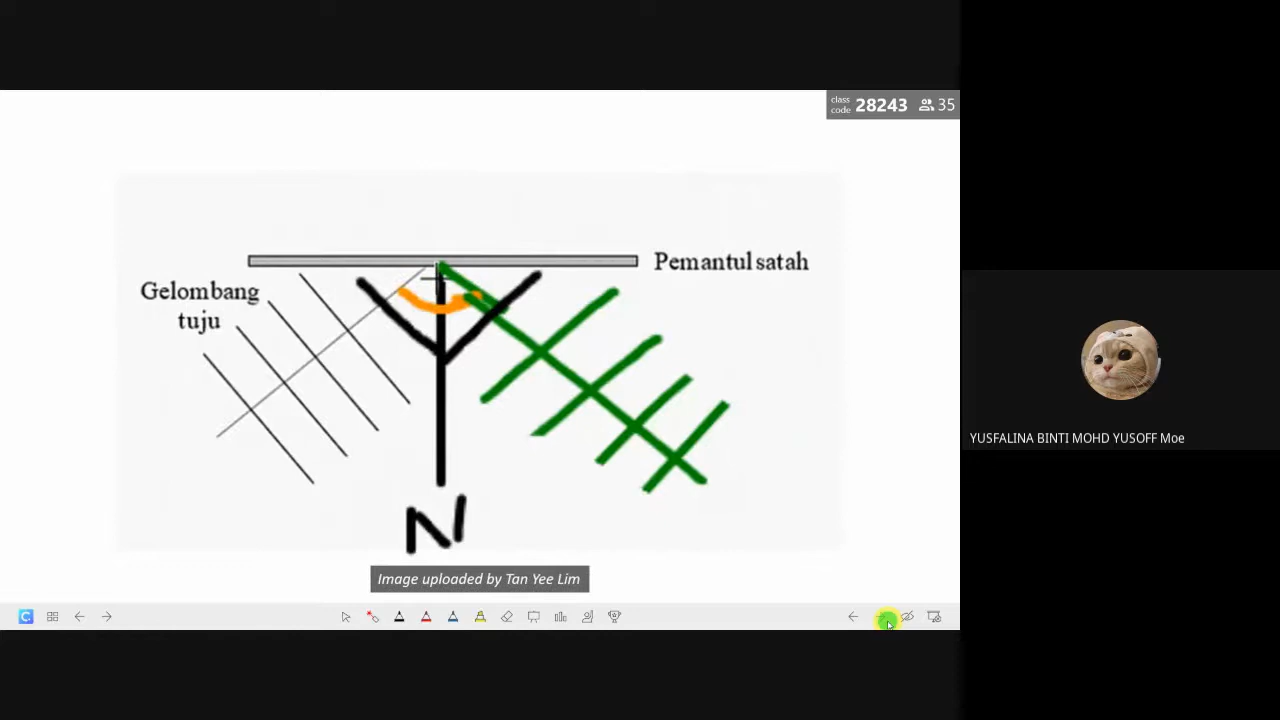 class
code 28243 35
Pemantul satah
Gelombang
tuju
N
Image uploaded by Tan Yee Lim
YUSFALINA BINTI MOHD YUSOFF Moe